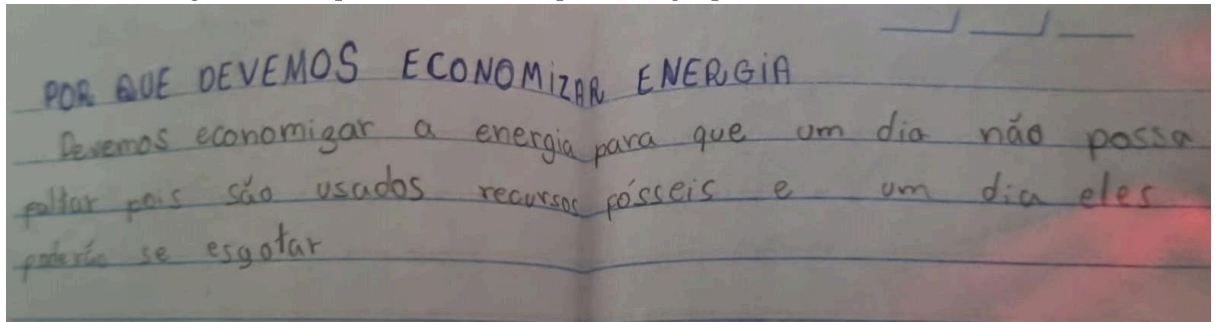 POR QUE DEVEMOS ECONOMIZAR ENERGIA
Devemos economizar a energia para que um dia não possa
faltar pois são usados recursos fósseis e um dia eles
poderão se esgotar